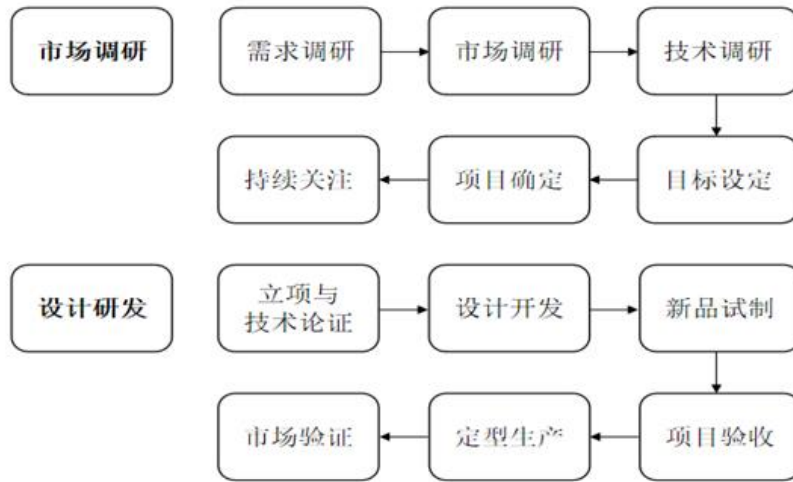 市场调研
需求调研
市场调研
技术调研
持续关注
项目确定
目标设定
设计研发
立项与
技术论证
设计开发
新品试制
市场验证
定型生产
项目验收